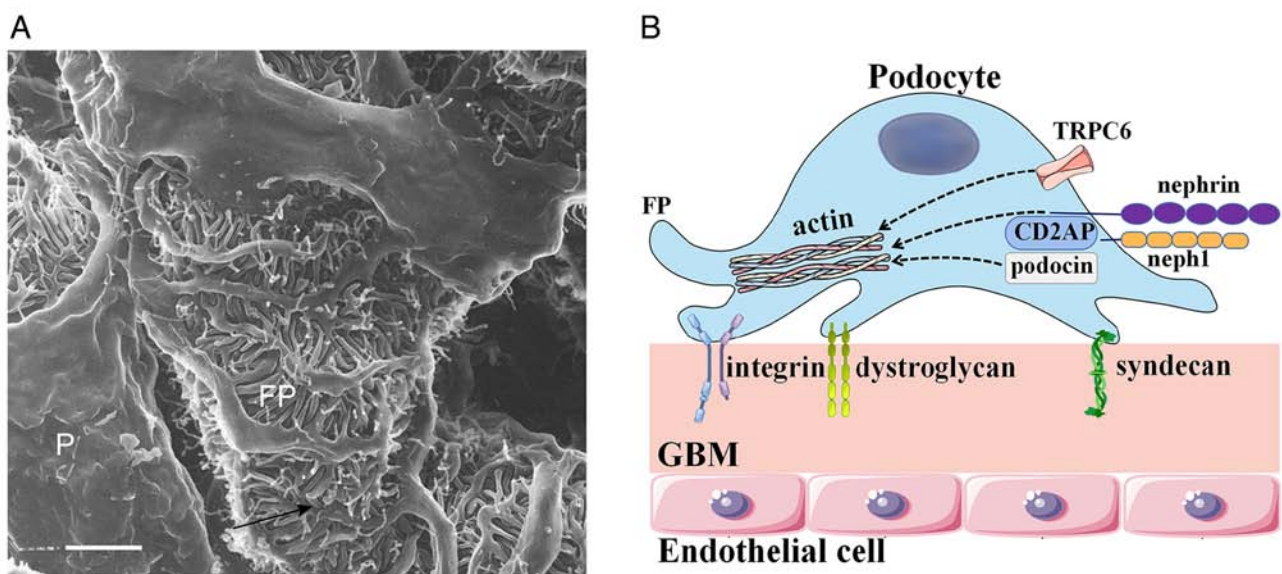 A
B
FP
P
Podocyte
TRPC6
FP
nephrin
actin
CD2AP
neph1
podocin
integrin
dystroglycan
syndecan
GBM
Endothelial cell